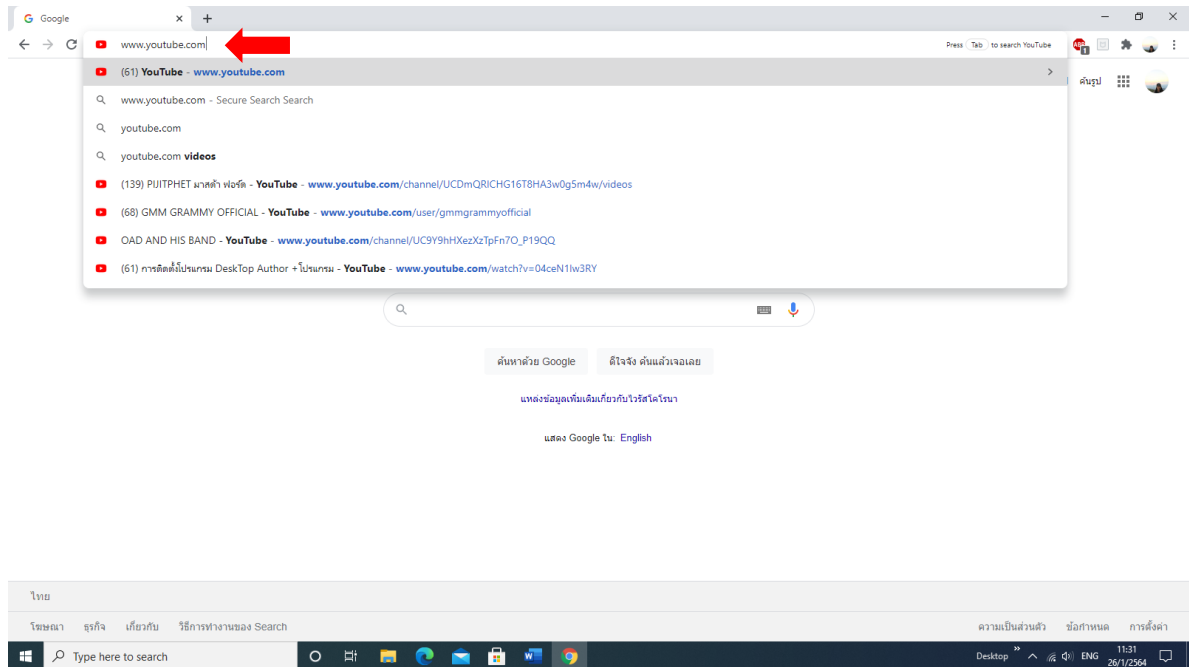 Google
www.youtube.com
Press Tab to search YouTube
ABP
1
(61) YouTube - www.youtube.com
www.youtube.com - Secure Search Search
ค้นรูป
youtube.com
youtube.com videos
(139) PIJITPHET มาสด้า ฟอร์ด - YouTube - www.youtube.com/channel/UCDmQRICHG16T8HA3w0g5m4w/videos
(68) GMM GRAMMY OFFICIAL - YouTube - www.youtube.com/user/gmmgrammyofficial
OAD AND HIS BAND - YouTube - www.youtube.com/channel/UC9Y9hHXezXzTpFn7O_P19QQ
(61) การติดตั้งโปรแกรม DeskTop Author +โปรแกรม - YouTube - www.youtube.com/watch?v=04ceN1Iw3RY
ค้นหาด้วย Google ดีใจจัง ค้นแล้วเจอเลย
แหล่งข้อมูลเพิ่มเติมเกี่ยวกับไวรัสโคโรนา
แสดง Google ใน: English
ไทย
โฆษณา ธุรกิจ เกี่ยวกับ วิธีการทำงานของ Search ความเป็นส่วนตัว ข้อกำหนด การตั้งค่า
Type here to search Desktop ENG 11:31
26/1/2564